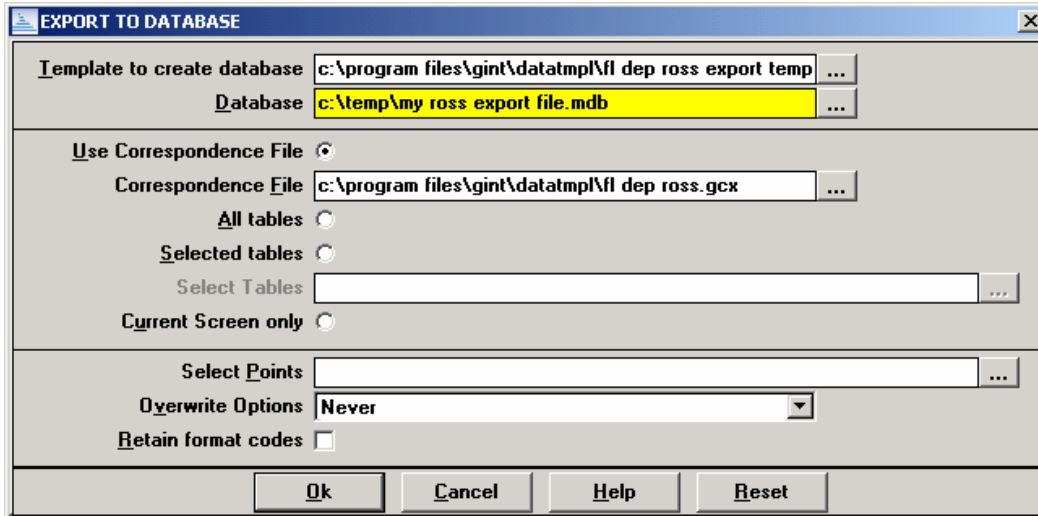 EXPORT TO DATABASE
Template to create database c:\program files\gint\datatmpl\fl dep ross export temp ...
Database c:\temp\my ross export file.mdb ...
Use Correspondence File
Correspondence File c:\program files\gint\datatmpl\fl dep ross.gcx ...
All tables
Selected tables
Select Tables ...
Current Screen only
Select Points ...
Overwrite Options Never
Retain format codes
Ok Cancel Help Reset